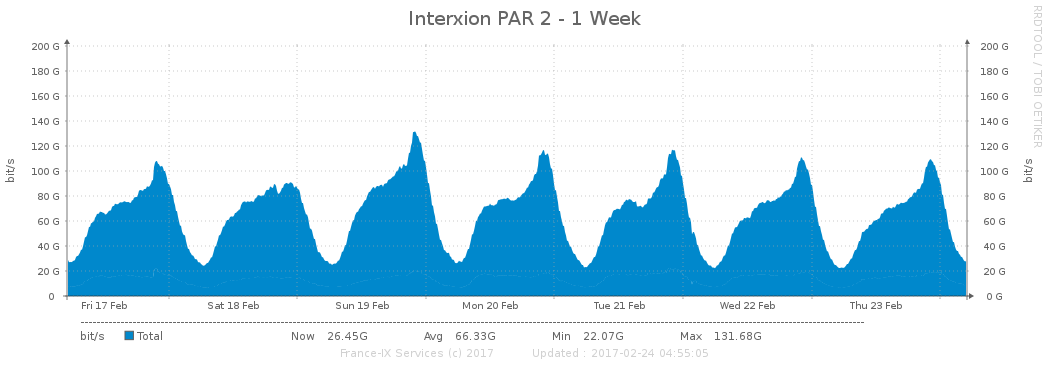 Interxion PAR 2 - 1 Week
RRDTOOL / TOBI OETIKER
bit/s
200 G 200 G
180 G 180 G
160 G 160 G
140 G 140 G
120 G 120 G
100 G 100 G
80 G 80 G
60 G 60 G
40 G 40 G
20 G 20 G
0 0 G
bit/s
Fri 17 Feb Sat 18 Feb Sun 19 Feb Mon 20 Feb Tue 21 Feb Wed 22 Feb Thu 23 Feb
bit/s Total Now 26.45G Avg 66.33G Min 22.07G Max 131.68G
France-IX Services (c) 2017 Updated : 2017-02-24 04:55:05